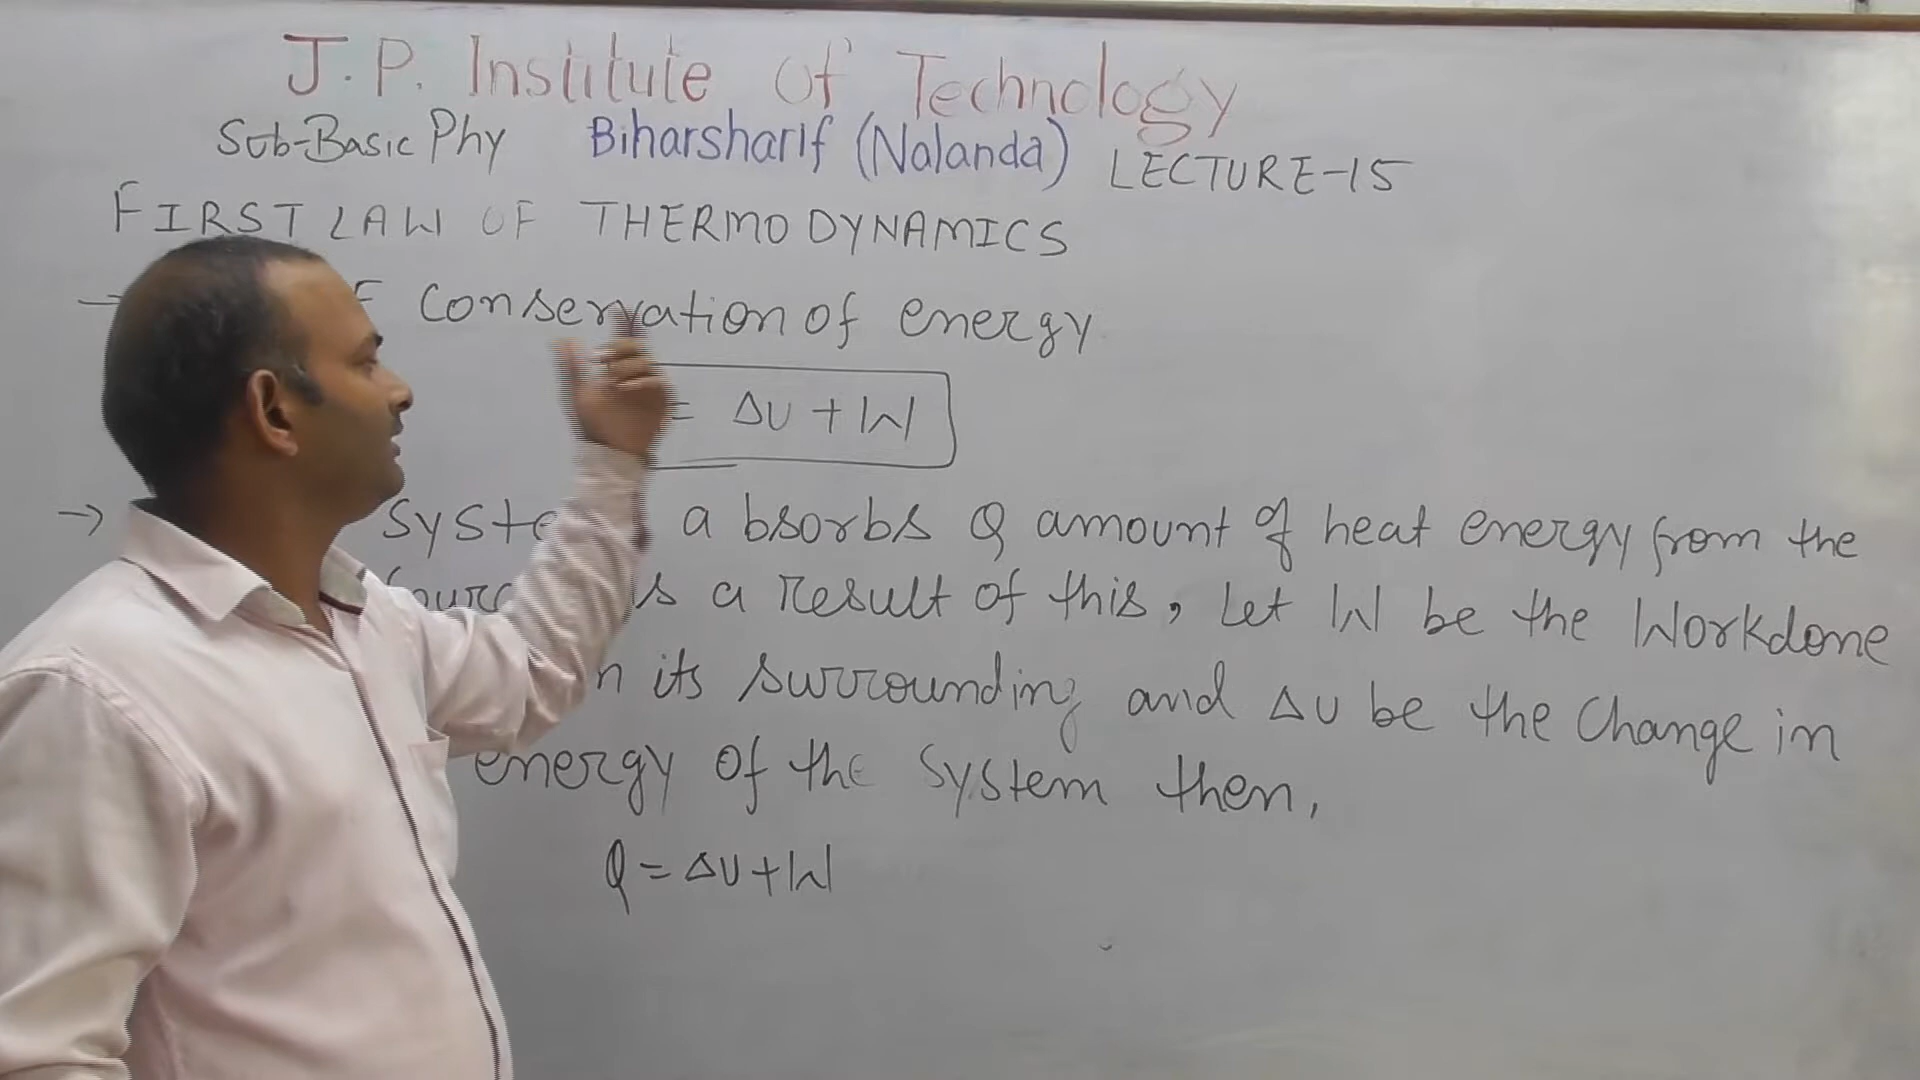 J.P. Institute of Technology
Sub-Basic Phy Biharsharif (Nalanda) LECTURE-15
FIRST LAW OF THERMODYNAMICS
→ conservation of energy
= ΔU + W
→ absorbs Q amount of heat energy from the
a result of this, Let W be the Workdone
its surrounding and ΔU be the change in
energy of the system then,
Q = ΔU + W